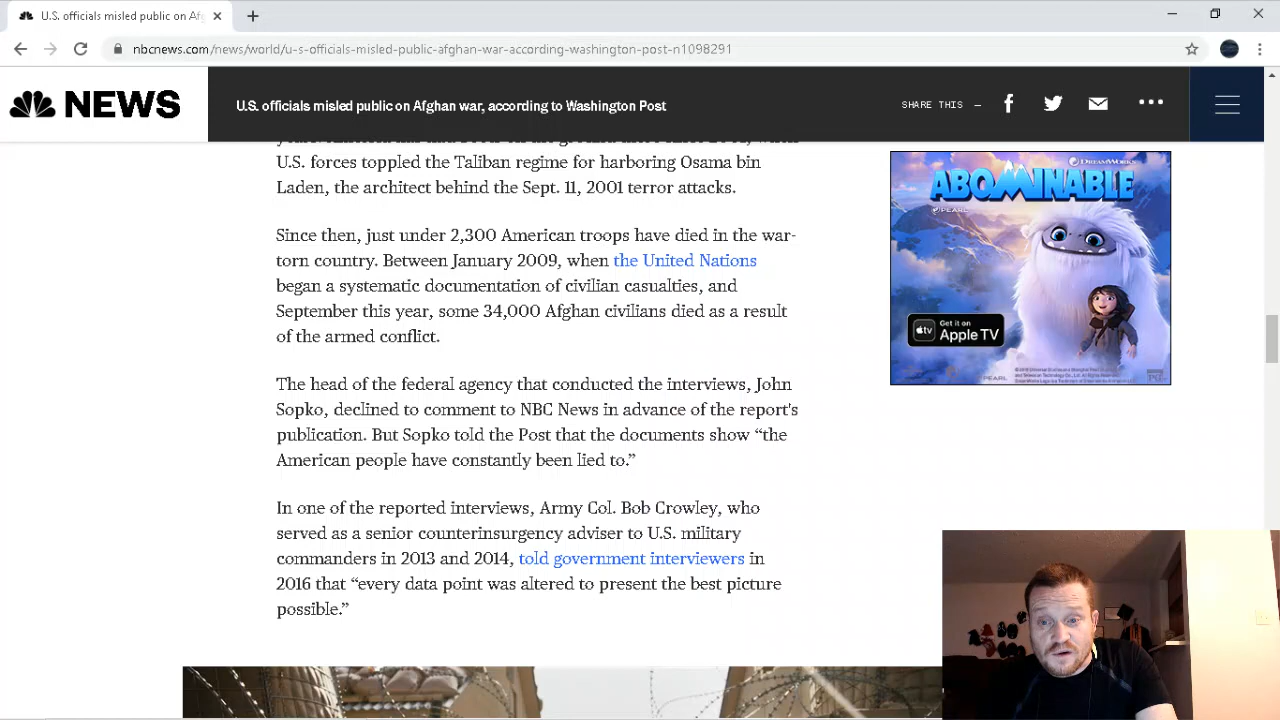 U.S. officials misled public on Afg
nbcnews.com/news/world/u-s-officials-misled-public-afghan-war-according-washington-post-n1098291
NEWS
U.S. officials misled public on Afghan war, according to Washington Post
SHARE THIS —
U.S. forces toppled the Taliban regime for harboring Osama bin
Laden, the architect behind the Sept. 11, 2001 terror attacks.
Since then, just under 2,300 American troops have died in the war-
torn country. Between January 2009, when the United Nations
began a systematic documentation of civilian casualties, and
September this year, some 34,000 Afghan civilians died as a result
of the armed conflict.
The head of the federal agency that conducted the interviews, John
Sopko, declined to comment to NBC News in advance of the report's
publication. But Sopko told the Post that the documents show “the
American people have constantly been lied to.”
In one of the reported interviews, Army Col. Bob Crowley, who
served as a senior counterinsurgency adviser to U.S. military
commanders in 2013 and 2014, told government interviewers in
2016 that “every data point was altered to present the best picture
possible.”
DREAMWORKS
ABOMINABLE
PEARL
tv
Get it on
Apple TV
PEARL